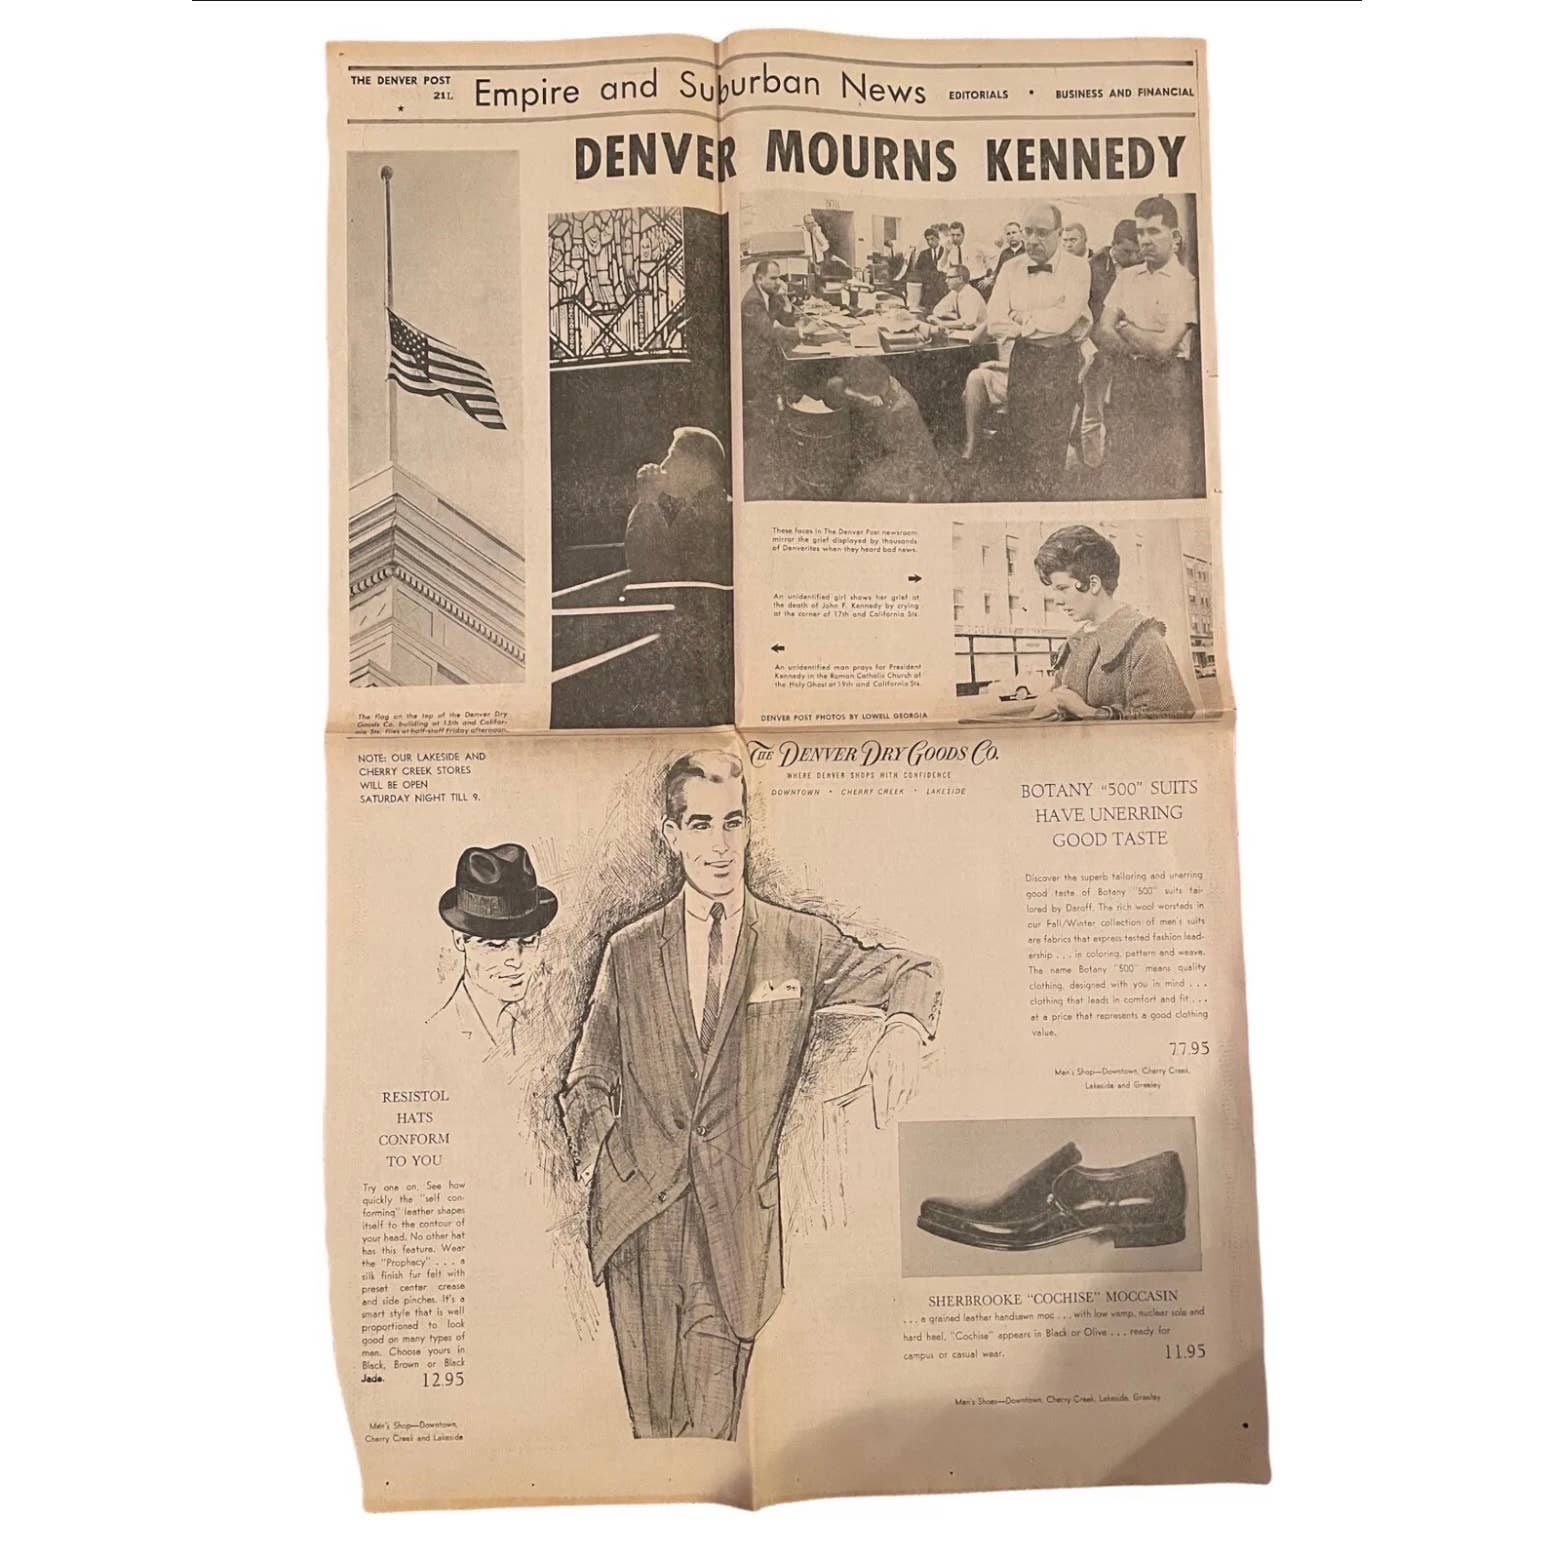 THE DENVER POST
21L
★
Empire and Suburban News
EDITORIALS • BUSINESS AND FINANCIAL
DENVER MOURNS KENNEDY
The flag on the top of the Denver Dry
Goods Co. building at 15th and Califor-
nia Sts. flies at half-staff Friday afternoon.
These faces in The Denver Post newsroom
mirror the grief displayed by thousands
of Denverites when they heard bad news.
An unidentified girl shows her grief at
the death of John F. Kennedy by crying
at the corner of 17th and California Sts.
An unidentified man prays for President
Kennedy in the Roman Catholic Church of
the Holy Ghost at 19th and California Sts.
DENVER POST PHOTOS BY LOWELL GEORGIA
NOTE: OUR LAKESIDE AND
CHERRY CREEK STORES
WILL BE OPEN
SATURDAY NIGHT TILL 9.
THE DENVER DRY GOODS CO.
WHERE DENVER SHOPS WITH CONFIDENCE
DOWNTOWN • CHERRY CREEK • LAKESIDE
BOTANY "500" SUITS
HAVE UNERRING
GOOD TASTE
Discover the superb tailoring and unerring
good taste of Botany "500" suits tai-
lored by Daroff. The rich wool worsteds in
our Fall/Winter collection of men's suits
are fabrics that express tested fashion lead-
ership . . . in coloring, pattern and weave.
The name Botany "500" means quality
clothing, designed with you in mind . . .
clothing that leads in comfort and fit . . .
at a price that represents a good clothing
value.
77.95
Men's Shop—Downtown, Cherry Creek,
Lakeside and Greeley
RESISTOL
HATS
CONFORM
TO YOU
Try one on. See how
quickly the "self con-
forming" leather shapes
itself to the contour of
your head. No other hat
has this feature. Wear
the "Prophecy" . . . a
silk finish fur felt with
preset center crease
and side pinches. It's a
smart style that is well
proportioned to look
good on many types of
men. Choose yours in
Black, Brown or Black
Jade. 12.95
Men's Shop—Downtown,
Cherry Creek and Lakeside
SHERBROOKE "COCHISE" MOCCASIN
. . . a grained leather handsewn moc . . . with low vamp, nuclear sole and
hard heel. "Cochise" appears in Black or Olive . . . ready for
campus or casual wear. 11.95
Men's Shoes—Downtown, Cherry Creek, Lakeside, Greeley